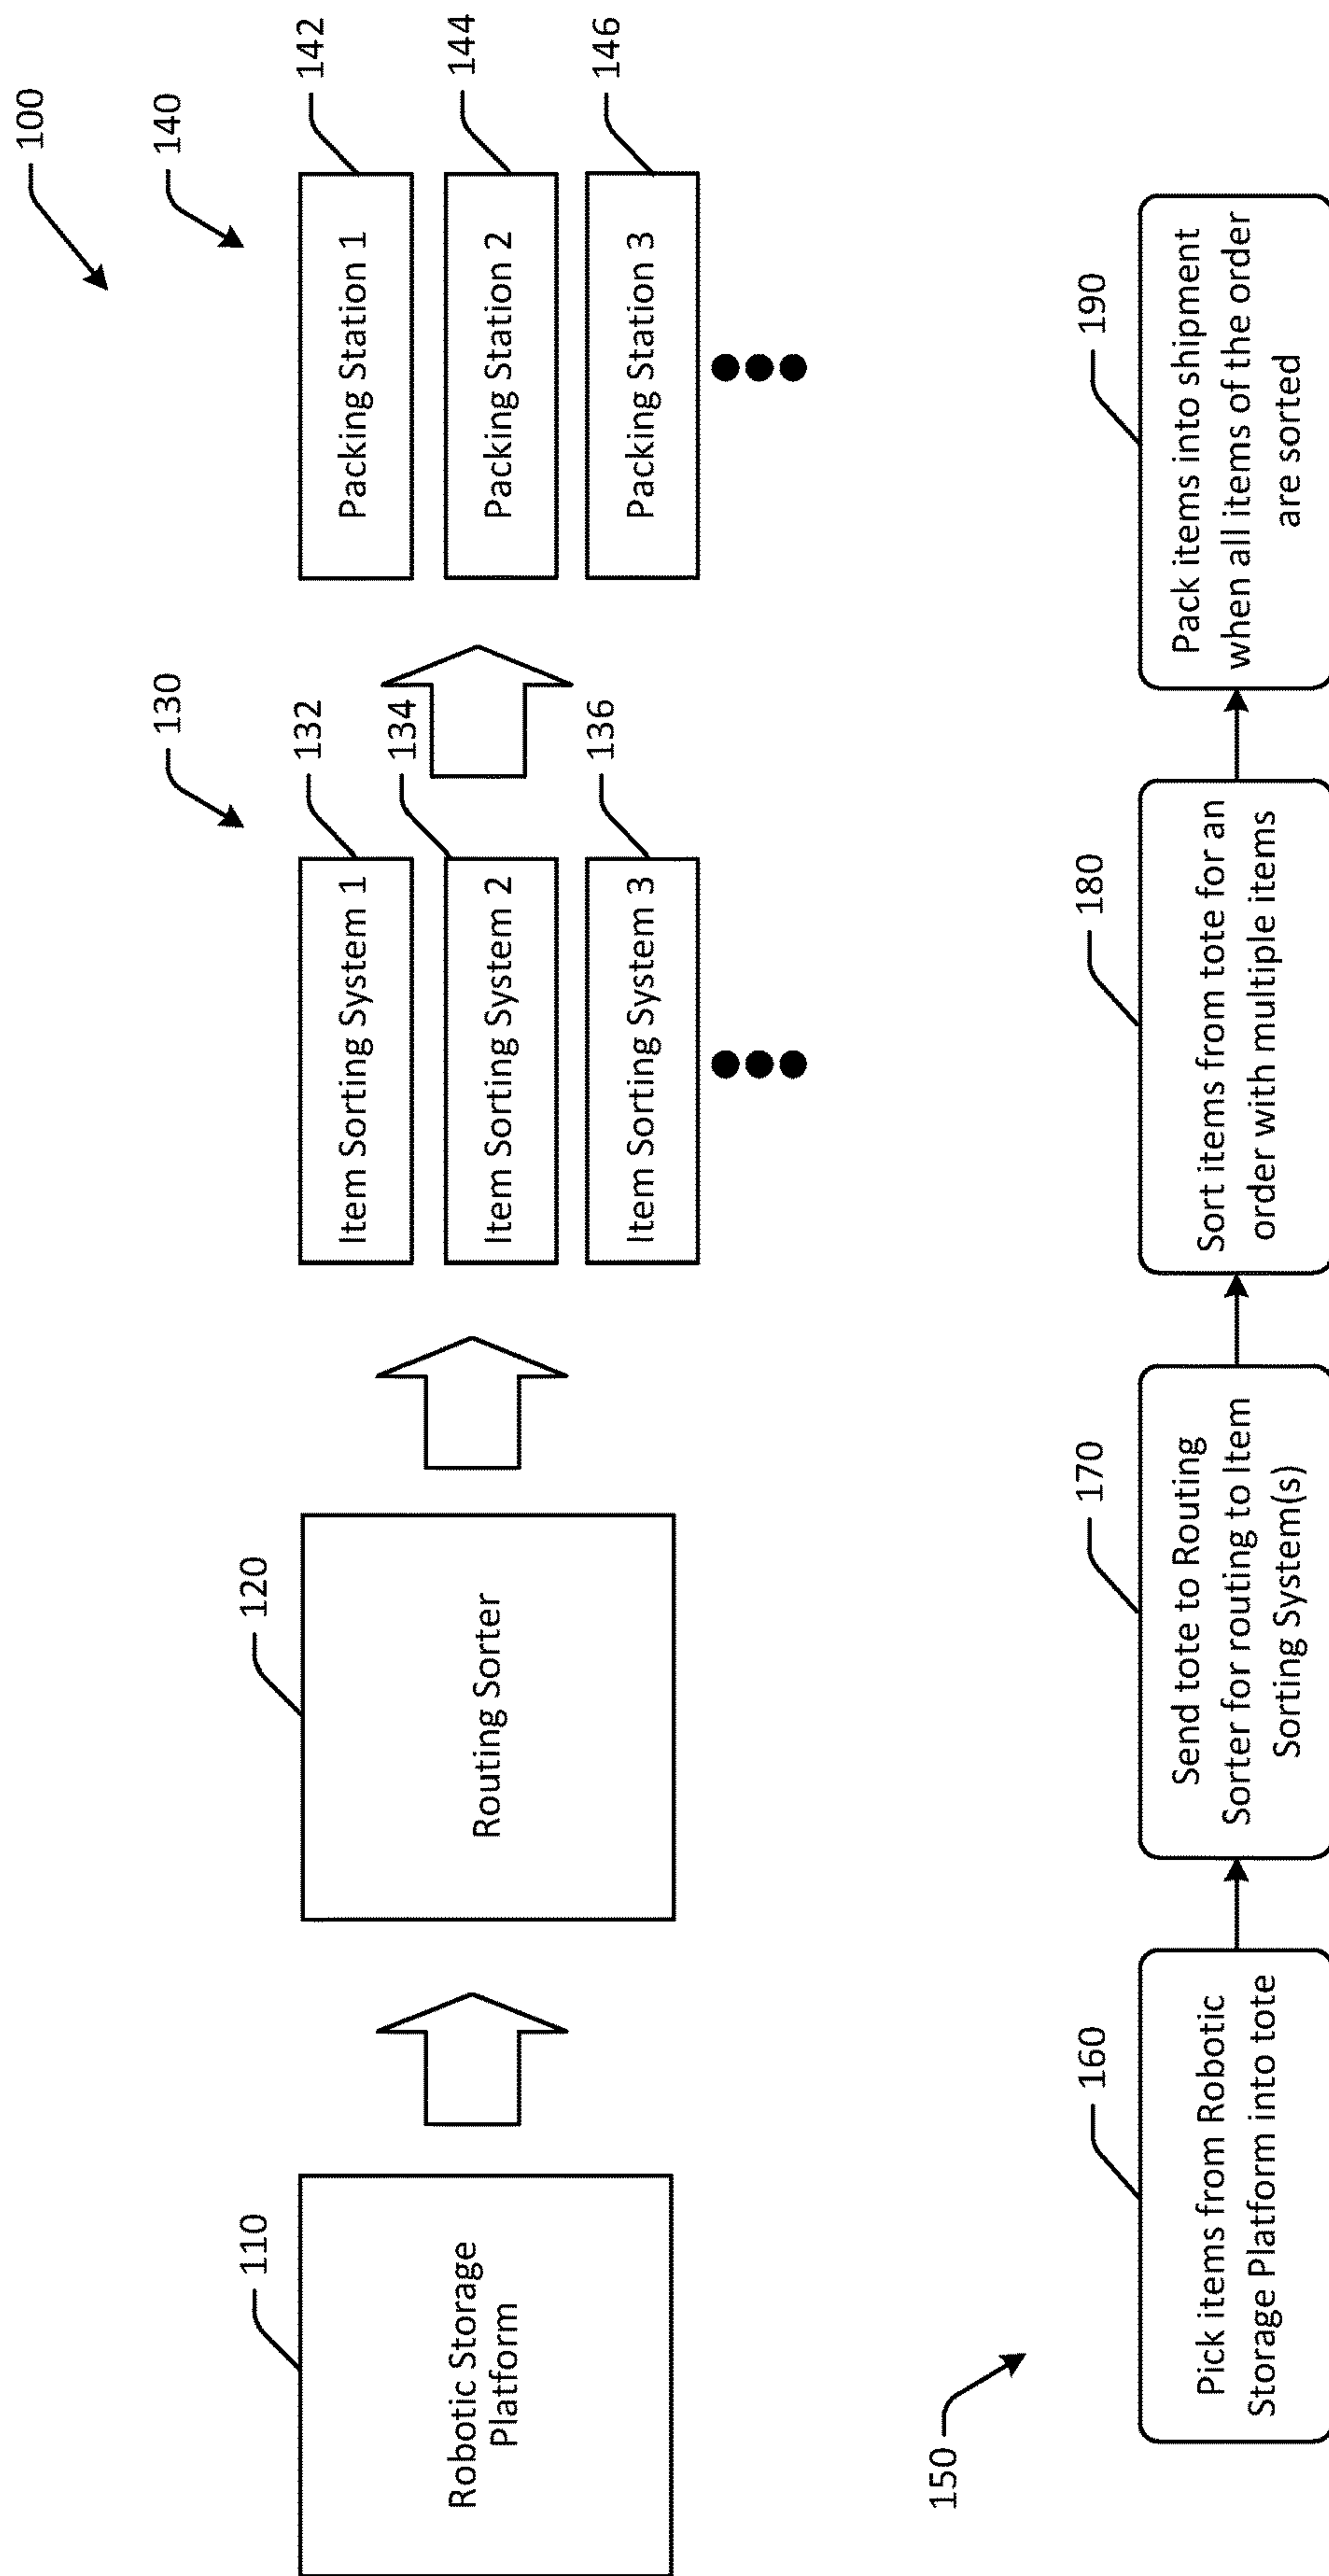 100
110
Robotic Storage
Platform
120
Routing Sorter
130
132
Item Sorting System 1
134
Item Sorting System 2
136
Item Sorting System 3
140
142
Packing Station 1
144
Packing Station 2
146
Packing Station 3
150
160
Pick items from Robotic
Storage Platform into tote
170
Send tote to Routing
Sorter for routing to Item
Sorting System(s)
180
Sort items from tote for an
order with multiple items
190
Pack items into shipment
when all items of the order
are sorted